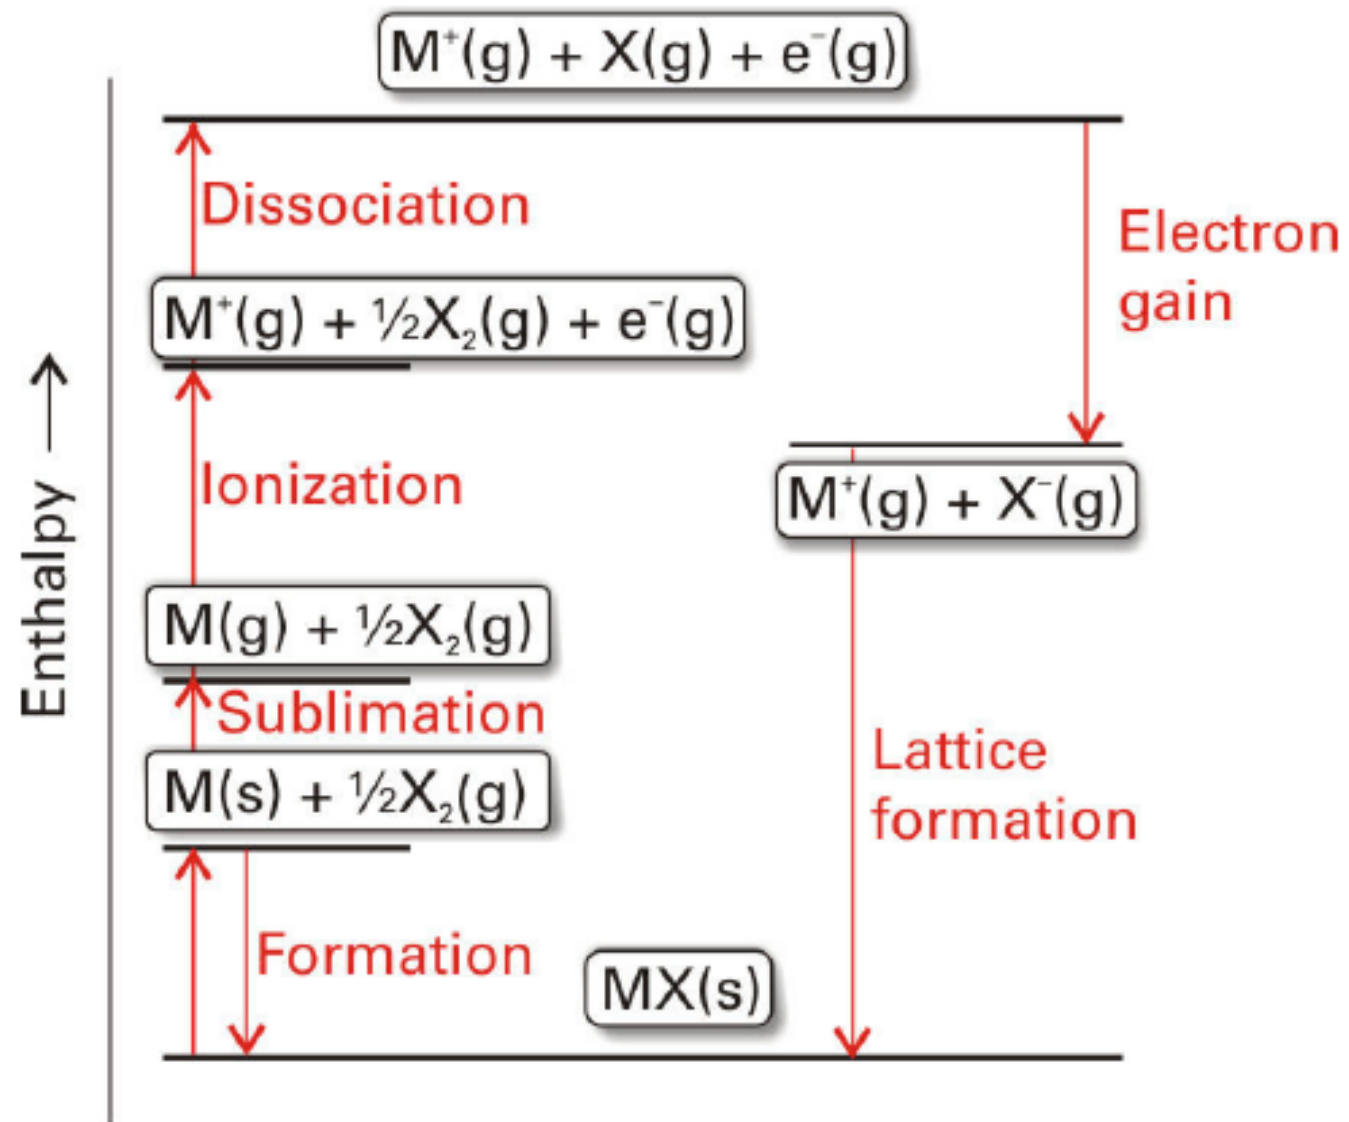 M⁺(g) + X(g) + e⁻(g)
Dissociation
Electron
gain
M⁺(g) + ½X₂(g) + e⁻(g)
Ionization
M⁺(g) + X⁻(g)
M(g) + ½X₂(g)
Sublimation
M(s) + ½X₂(g)
Lattice
formation
Formation
MX(s)
Enthalpy →